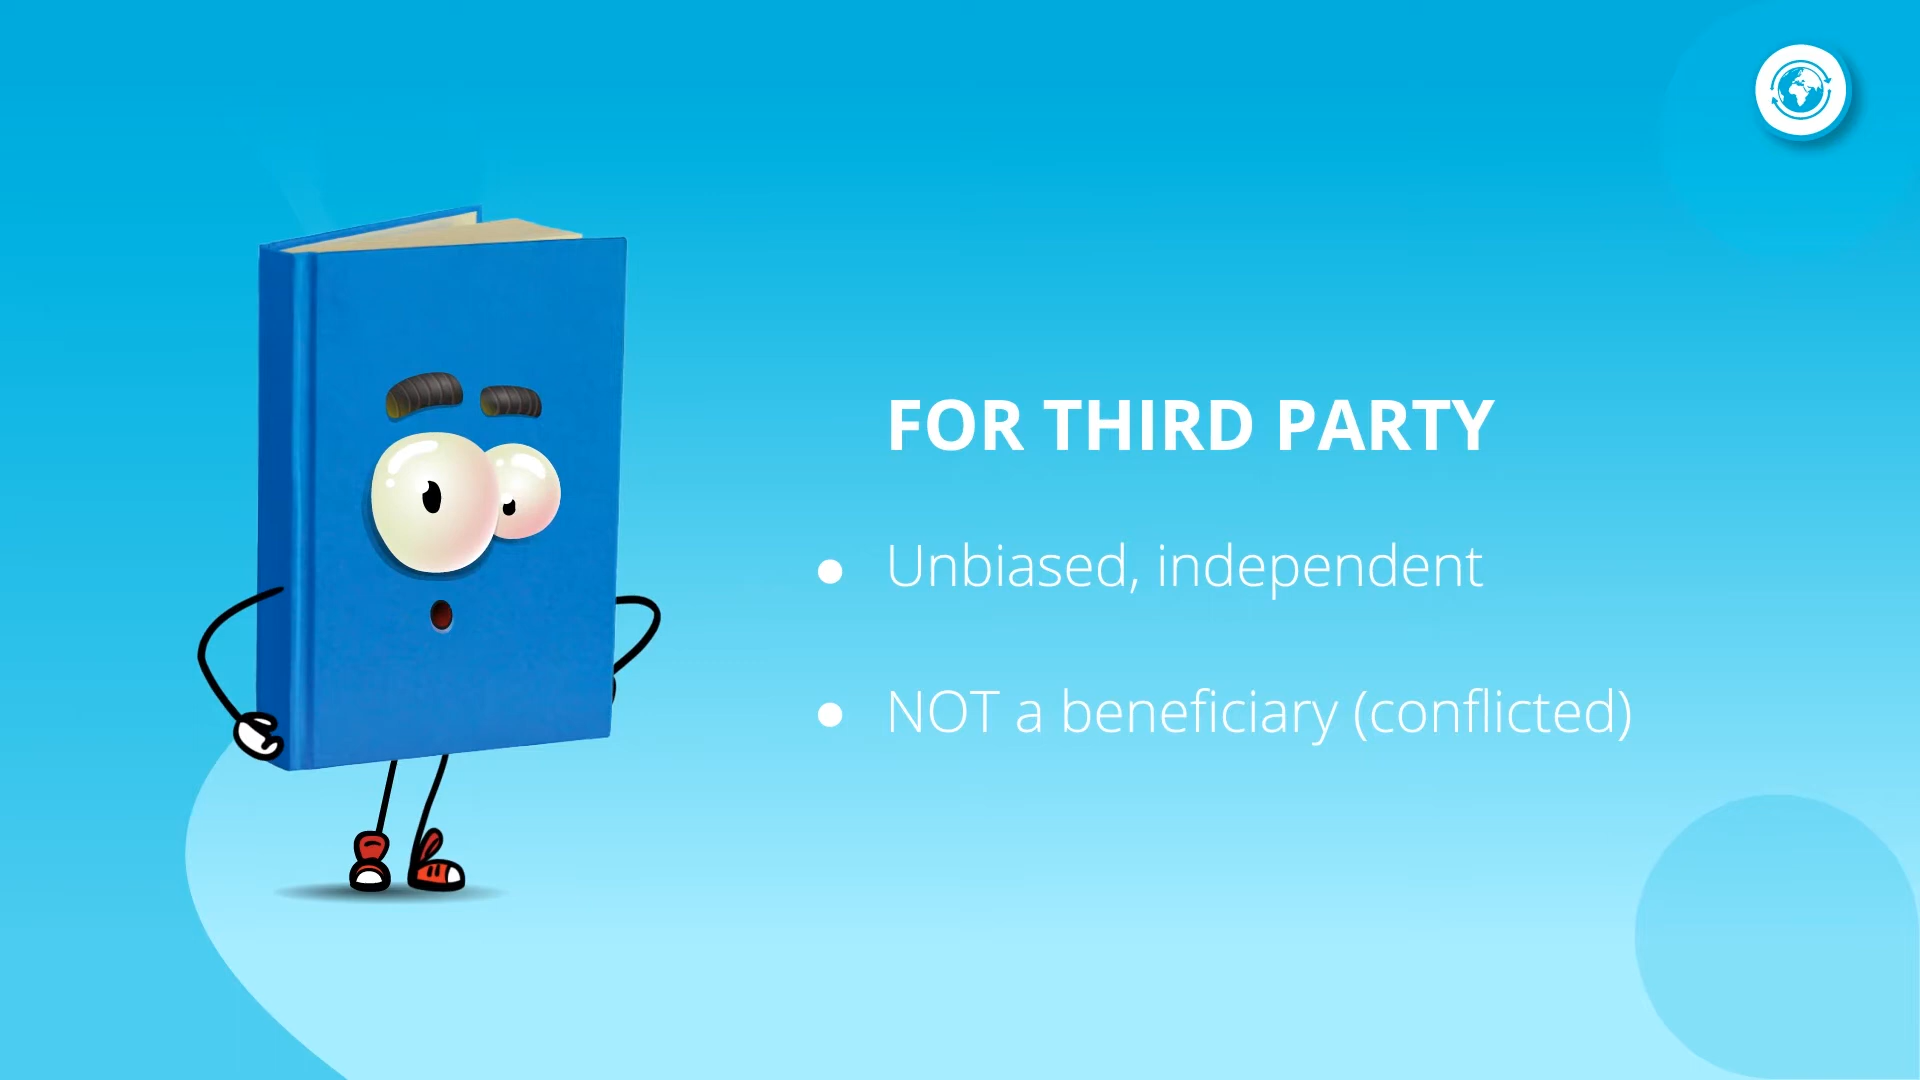 FOR THIRD PARTY
● Unbiased, independent
● NOT a beneficiary (conflicted)